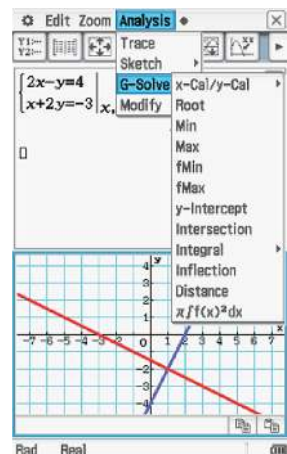 Edit Zoom Analysis
Y1:
Y2:
Trace
Sketch
G-Solve
Modify
2x-y=4
x+2y=-3 x,
x-Cal/y-Cal
Root
Min
Max
fMin
fMax
y-Intercept
Intersection
Integral
Inflection
Distance
π∫f(x)²dx
y
4
3
2
-7 -6 -5 -4 -3 -2 -1 0 1 2 3 4 5 6 7 x
-2
-3
-4
Rad Real